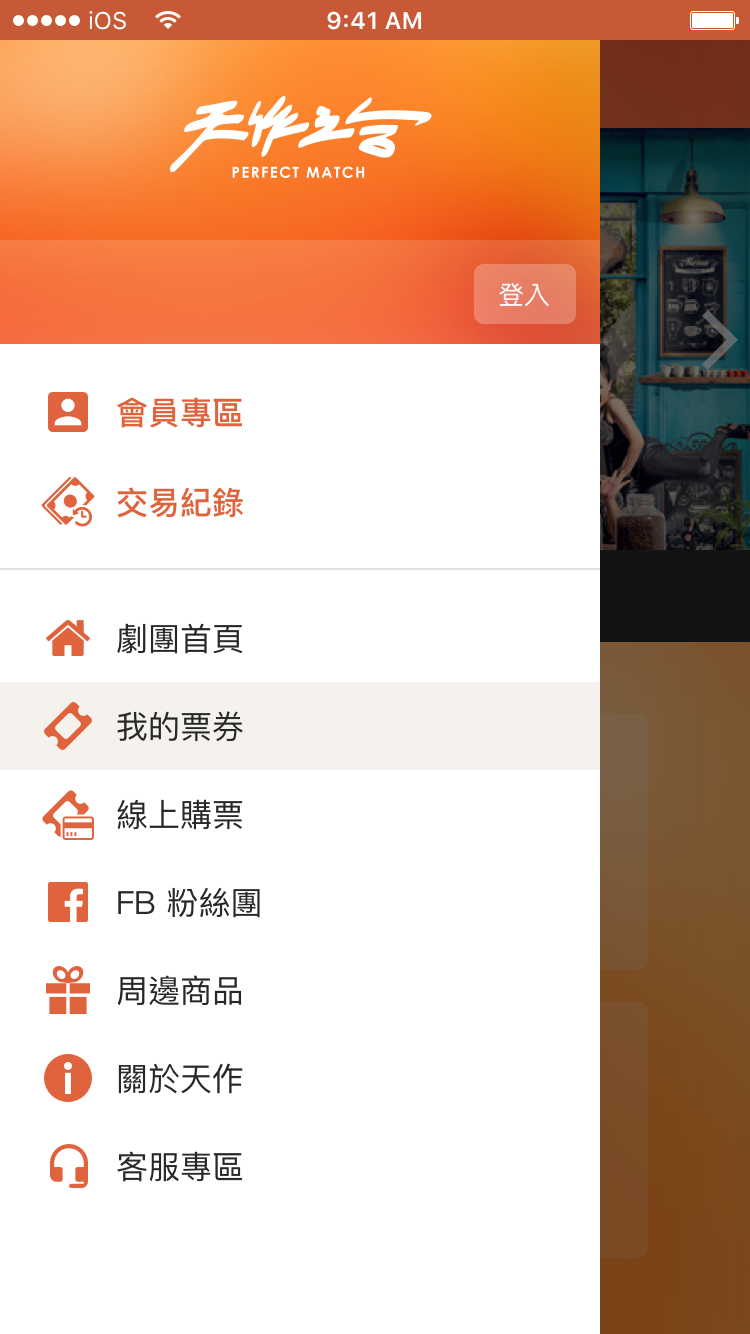 iOS
9:41 AM
天作之合
PERFECT MATCH
登入
會員專區
交易紀錄
劇團首頁
我的票券
線上購票
FB 粉絲團
周邊商品
關於天作
客服專區